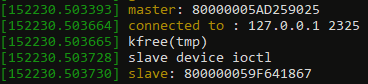 [152230.503393] master: 80000005AD259025
[152230.503664] connected to : 127.0.0.1 2325
[152230.503665] kfree(tmp)
[152230.503728] slave device ioctl
[152230.503730] slave: 800000059F641867